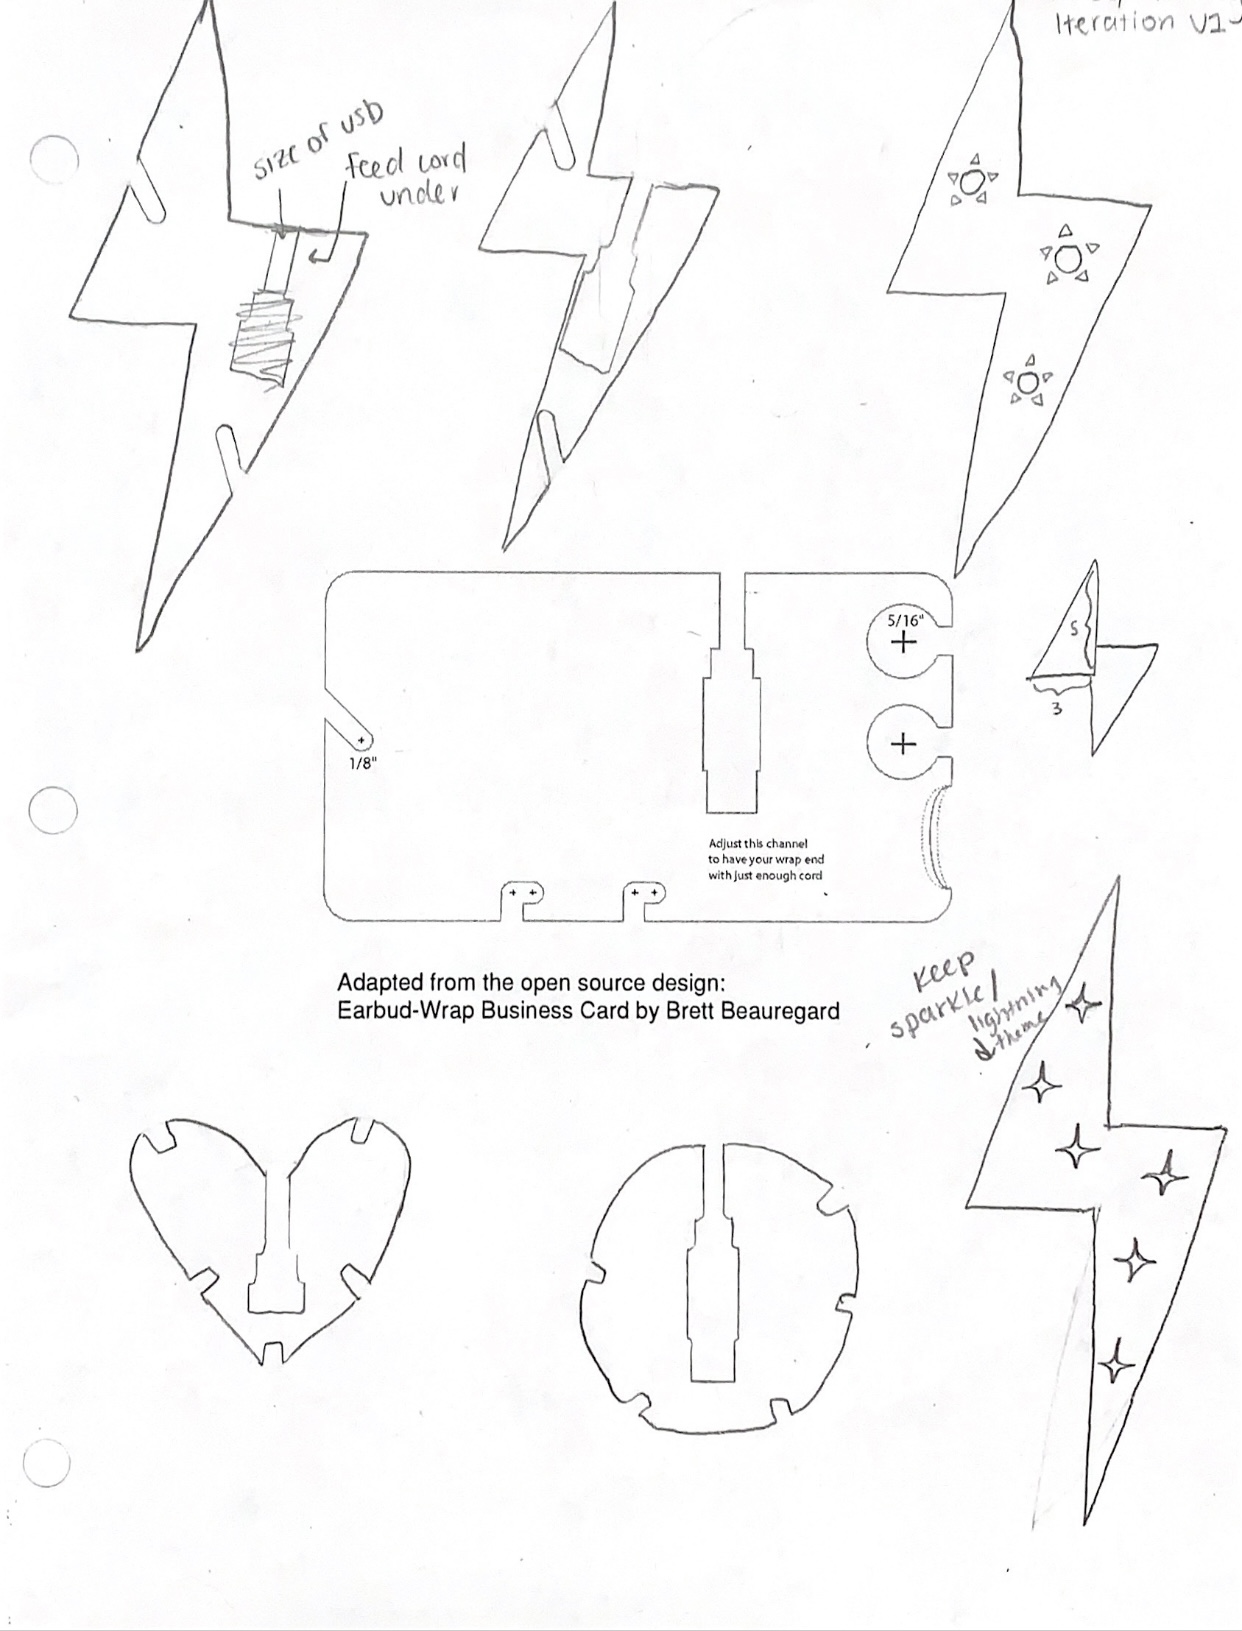 Iteration V1
size of usb
feed cord
under
5/16"
1/8"
5
3
Adjust this channel
to have your wrap end
with just enough cord
Adapted from the open source design:
Earbud-Wrap Business Card by Brett Beauregard
keep
sparkle/
lightning
theme